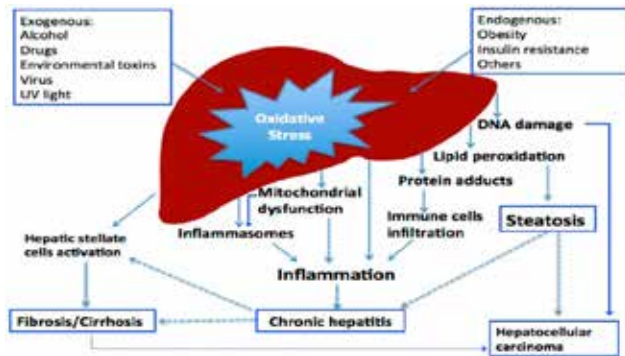 Exogenous:
Alcohol
Drugs
Environmental toxins
Virus
UV light
Endogenous:
Obesity
Insulin resistance
Others
Oxidative
Stress
DNA damage
Lipid peroxidation
Protein adducts
Mitochondrial
dysfunction
Immune cells
infiltration
Steatosis
Inflammasomes
Hepatic stellate
cells activation
Inflammation
Fibrosis/Cirrhosis
Chronic hepatitis
Hepatocellular
carcinoma